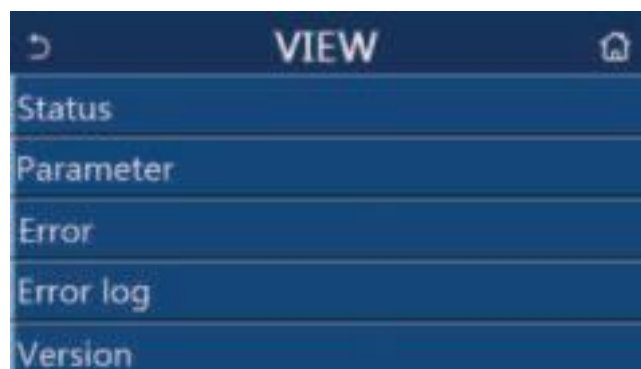 VIEW
Status
Parameter
Error
Error log
Version